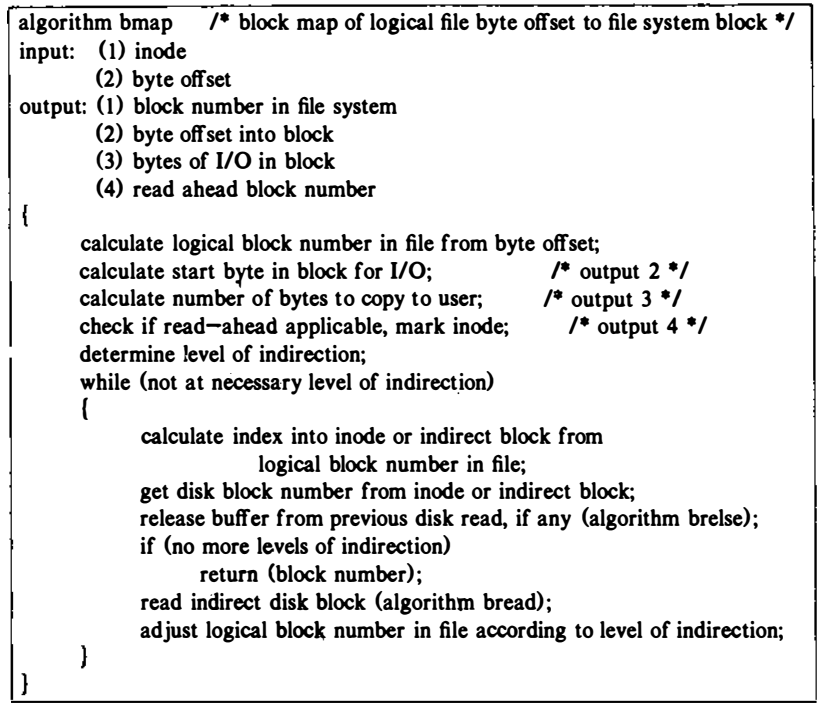 algorithm bmap /* block map of logical file byte offset to file system block */
input: (1) inode
(2) byte offset
output: (1) block number in file system
(2) byte offset into block
(3) bytes of I/O in block
(4) read ahead block number
{
calculate logical block number in file from byte offset;
calculate start byte in block for I/O; /* output 2 */
calculate number of bytes to copy to user; /* output 3 */
check if read-ahead applicable, mark inode; /* output 4 */
determine level of indirection;
while (not at necessary level of indirection)
{
calculate index into inode or indirect block from
logical block number in file;
get disk block number from inode or indirect block;
release buffer from previous disk read, if any (algorithm brelse);
if (no more levels of indirection)
return (block number);
read indirect disk block (algorithm bread);
adjust logical block number in file according to level of indirection;
}
}